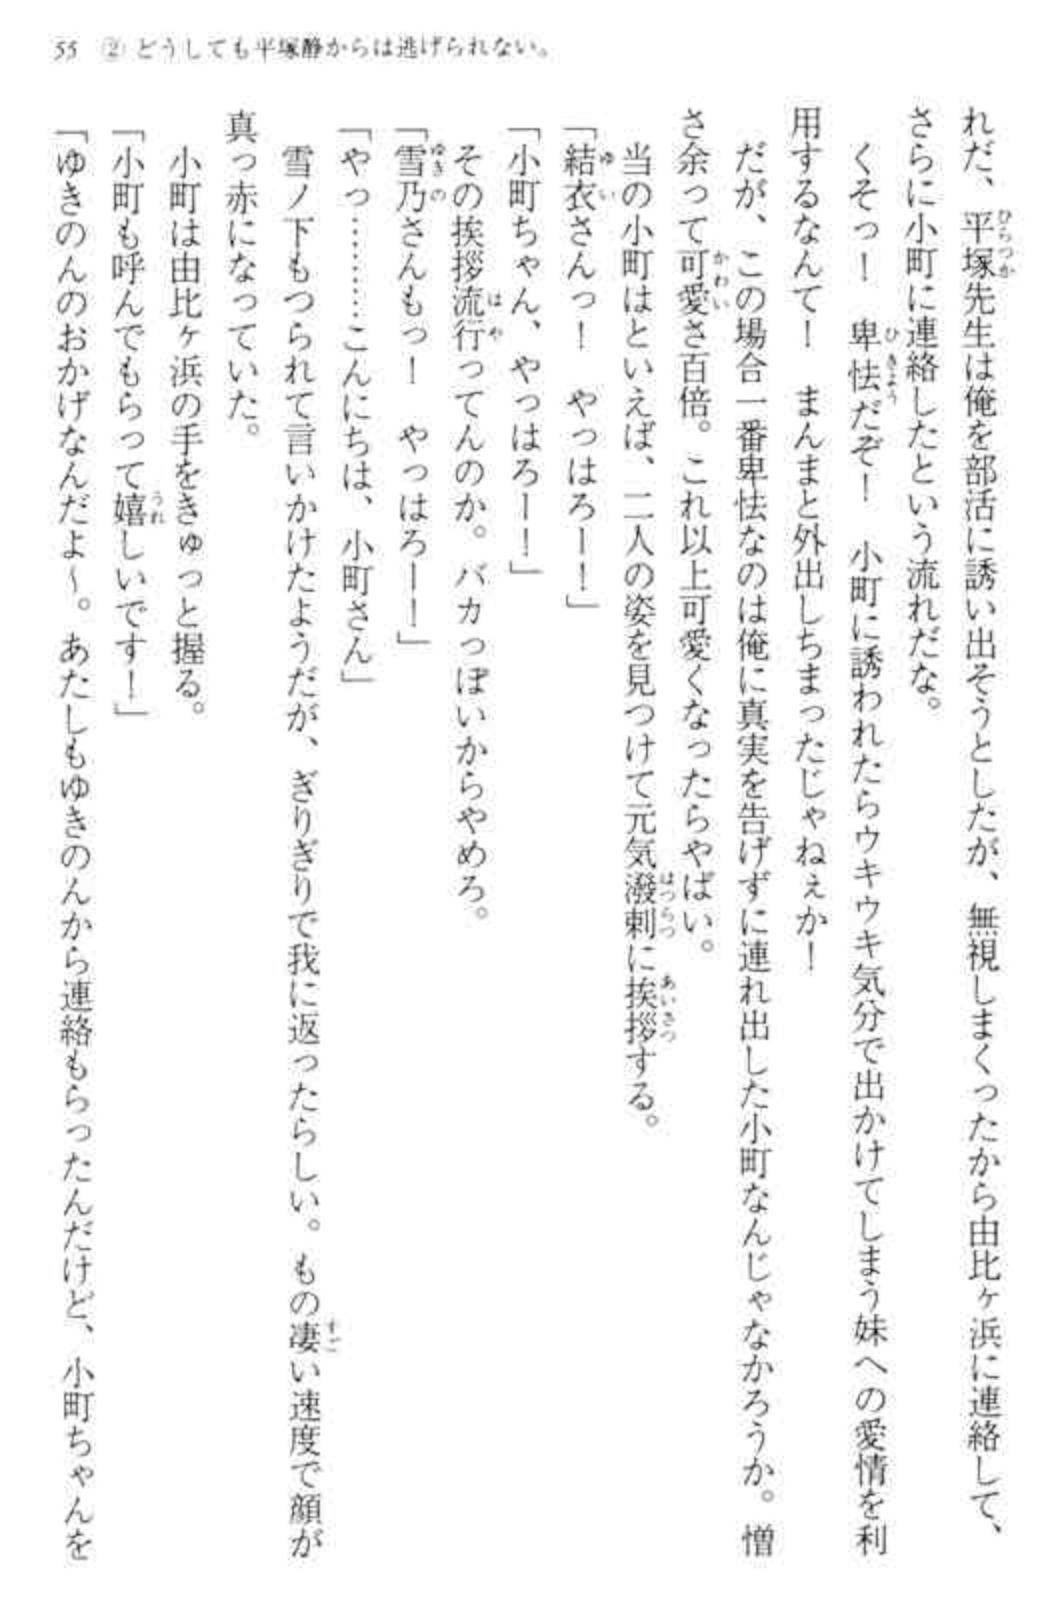 55 ② どうしても平塚静からは逃げられない。
れだ、平塚先生は俺を部活に誘い出そうとしたが、無視しまくったから由比ヶ浜に連絡して、
さらに小町に連絡したという流れだな。
くそっ！　卑怯だぞ！　小町に誘われたらウキウキ気分で出かけてしまう妹への愛情を利
用するなんて！　まんまと外出しちまったじゃねぇか！
だが、この場合一番卑怯なのは俺に真実を告げずに連れ出した小町なんじゃなかろうか。憎
さ余って可愛さ百倍。これ以上可愛くなったらやばい。
当の小町はといえば、二人の姿を見つけて元気潑剌に挨拶する。
「結衣さんっ！　やっはろー！」
「小町ちゃん、やっはろー！」
その挨拶流行ってんのか。バカっぽいからやめろ。
「雪乃さんもっ！　やっはろー！」
「やっ………こんにちは、小町さん」
雪ノ下もつられて言いかけたようだが、ぎりぎりで我に返ったらしい。もの凄い速度で顔が
真っ赤になっていた。
小町は由比ヶ浜の手をきゅっと握る。
「小町も呼んでもらって嬉しいです！」
「ゆきのんのおかげなんだよ～。あたしもゆきのんから連絡もらったんだけど、小町ちゃんを